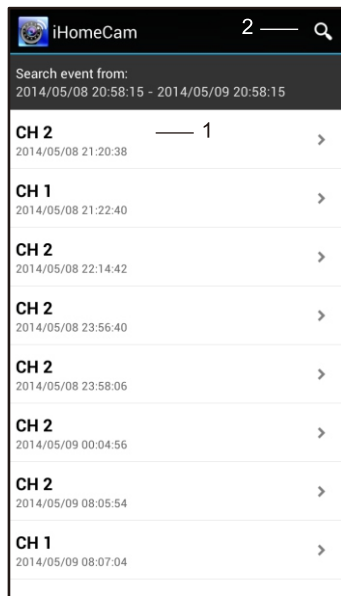 iHomeCam
2
Search event from:
2014/05/08 20:58:15 - 2014/05/09 20:58:15
CH 2
1
2014/05/08 21:20:38
CH 1
2014/05/08 21:22:40
CH 2
2014/05/08 22:14:42
CH 2
2014/05/08 23:56:40
CH 2
2014/05/08 23:58:06
CH 2
2014/05/09 00:04:56
CH 2
2014/05/09 08:05:54
CH 1
2014/05/09 08:07:04